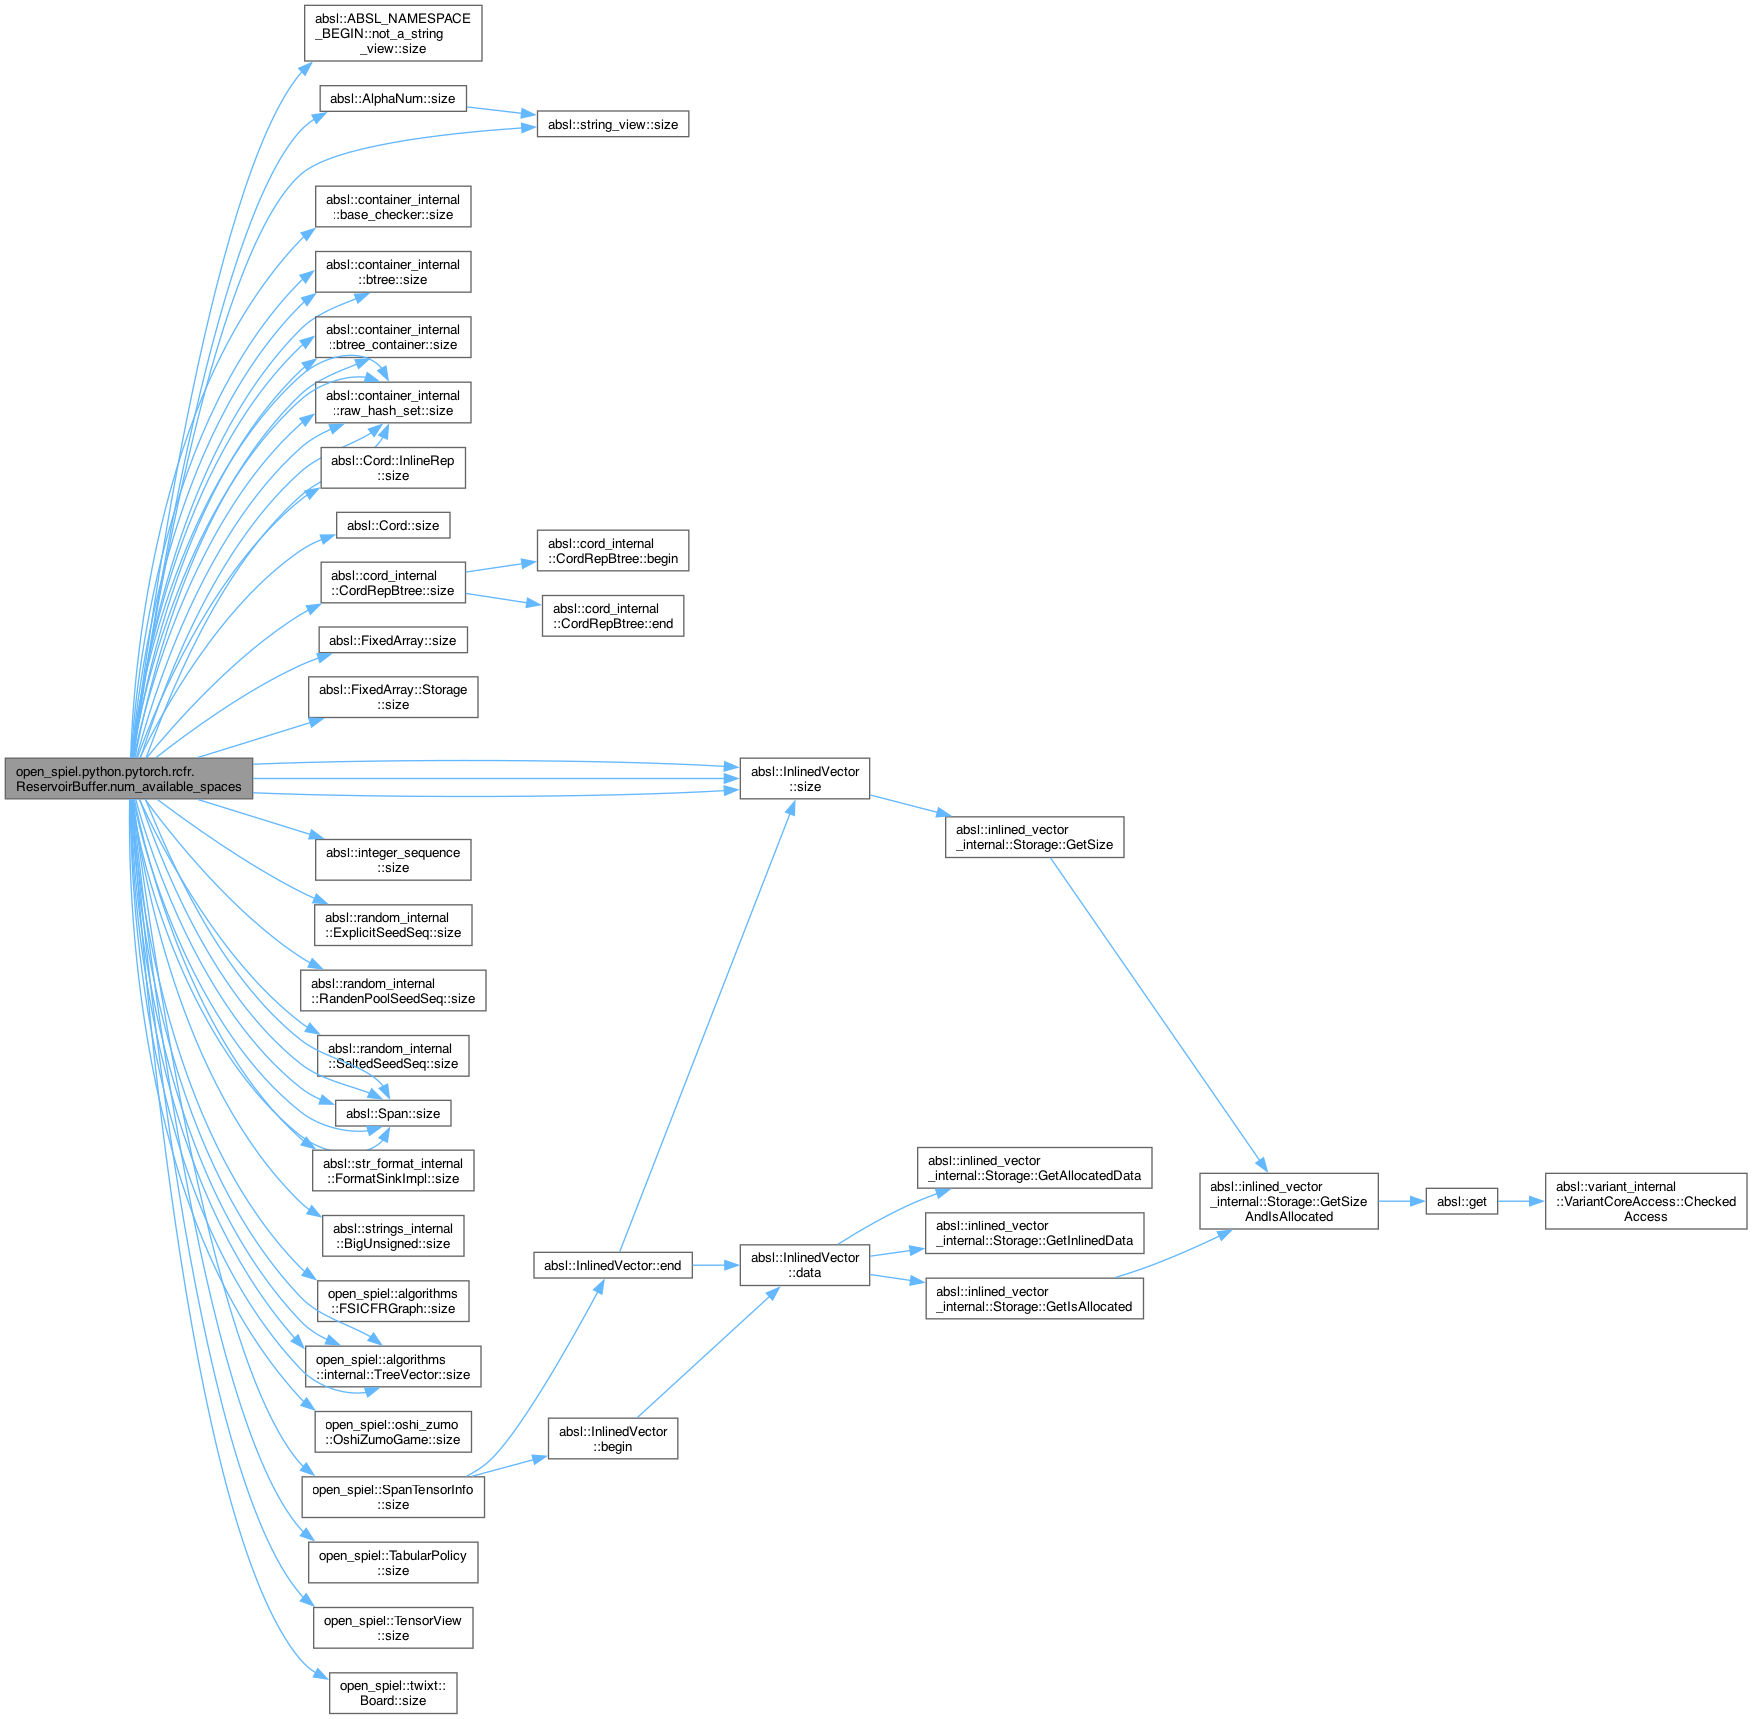 absl::ABSL_NAMESPACE
_BEGIN::not_a_string
_view::size
absl::AlphaNum::size
absl::string_view::size
absl::container_internal
::base_checker::size
absl::container_internal
::btree::size
absl::container_internal
::btree_container::size
absl::container_internal
::raw_hash_set::size
absl::Cord::InlineRep
::size
absl::Cord::size
absl::cord_internal
::CordRepBtree::begin
absl::cord_internal
::CordRepBtree::size
absl::cord_internal
::CordRepBtree::end
absl::FixedArray::size
absl::FixedArray::Storage
::size
open_spiel.python.pytorch.rcfr.
ReservoirBuffer.num_available_spaces
absl::InlinedVector
::size
absl::inlined_vector
_internal::Storage::GetSize
absl::integer_sequence
::size
absl::random_internal
::ExplicitSeedSeq::size
absl::random_internal
::RandenPoolSeedSeq::size
absl::random_internal
::SaltedSeedSeq::size
absl::Span::size
absl::str_format_internal
::FormatSinkImpl::size
absl::inlined_vector
_internal::Storage::GetAllocatedData
absl::inlined_vector
_internal::Storage::GetSize
AndIsAllocated
absl::get
absl::variant_internal
::VariantCoreAccess::Checked
Access
absl::strings_internal
::BigUnsigned::size
absl::inlined_vector
_internal::Storage::GetInlinedData
absl::InlinedVector::end
absl::InlinedVector
::data
absl::inlined_vector
_internal::Storage::GetIsAllocated
open_spiel::algorithms
::FSICFRGraph::size
open_spiel::algorithms
::internal::TreeVector::size
open_spiel::oshi_zumo
::OshiZumoGame::size
absl::InlinedVector
::begin
open_spiel::SpanTensorInfo
::size
open_spiel::TabularPolicy
::size
open_spiel::TensorView
::size
open_spiel::twixt::
Board::size